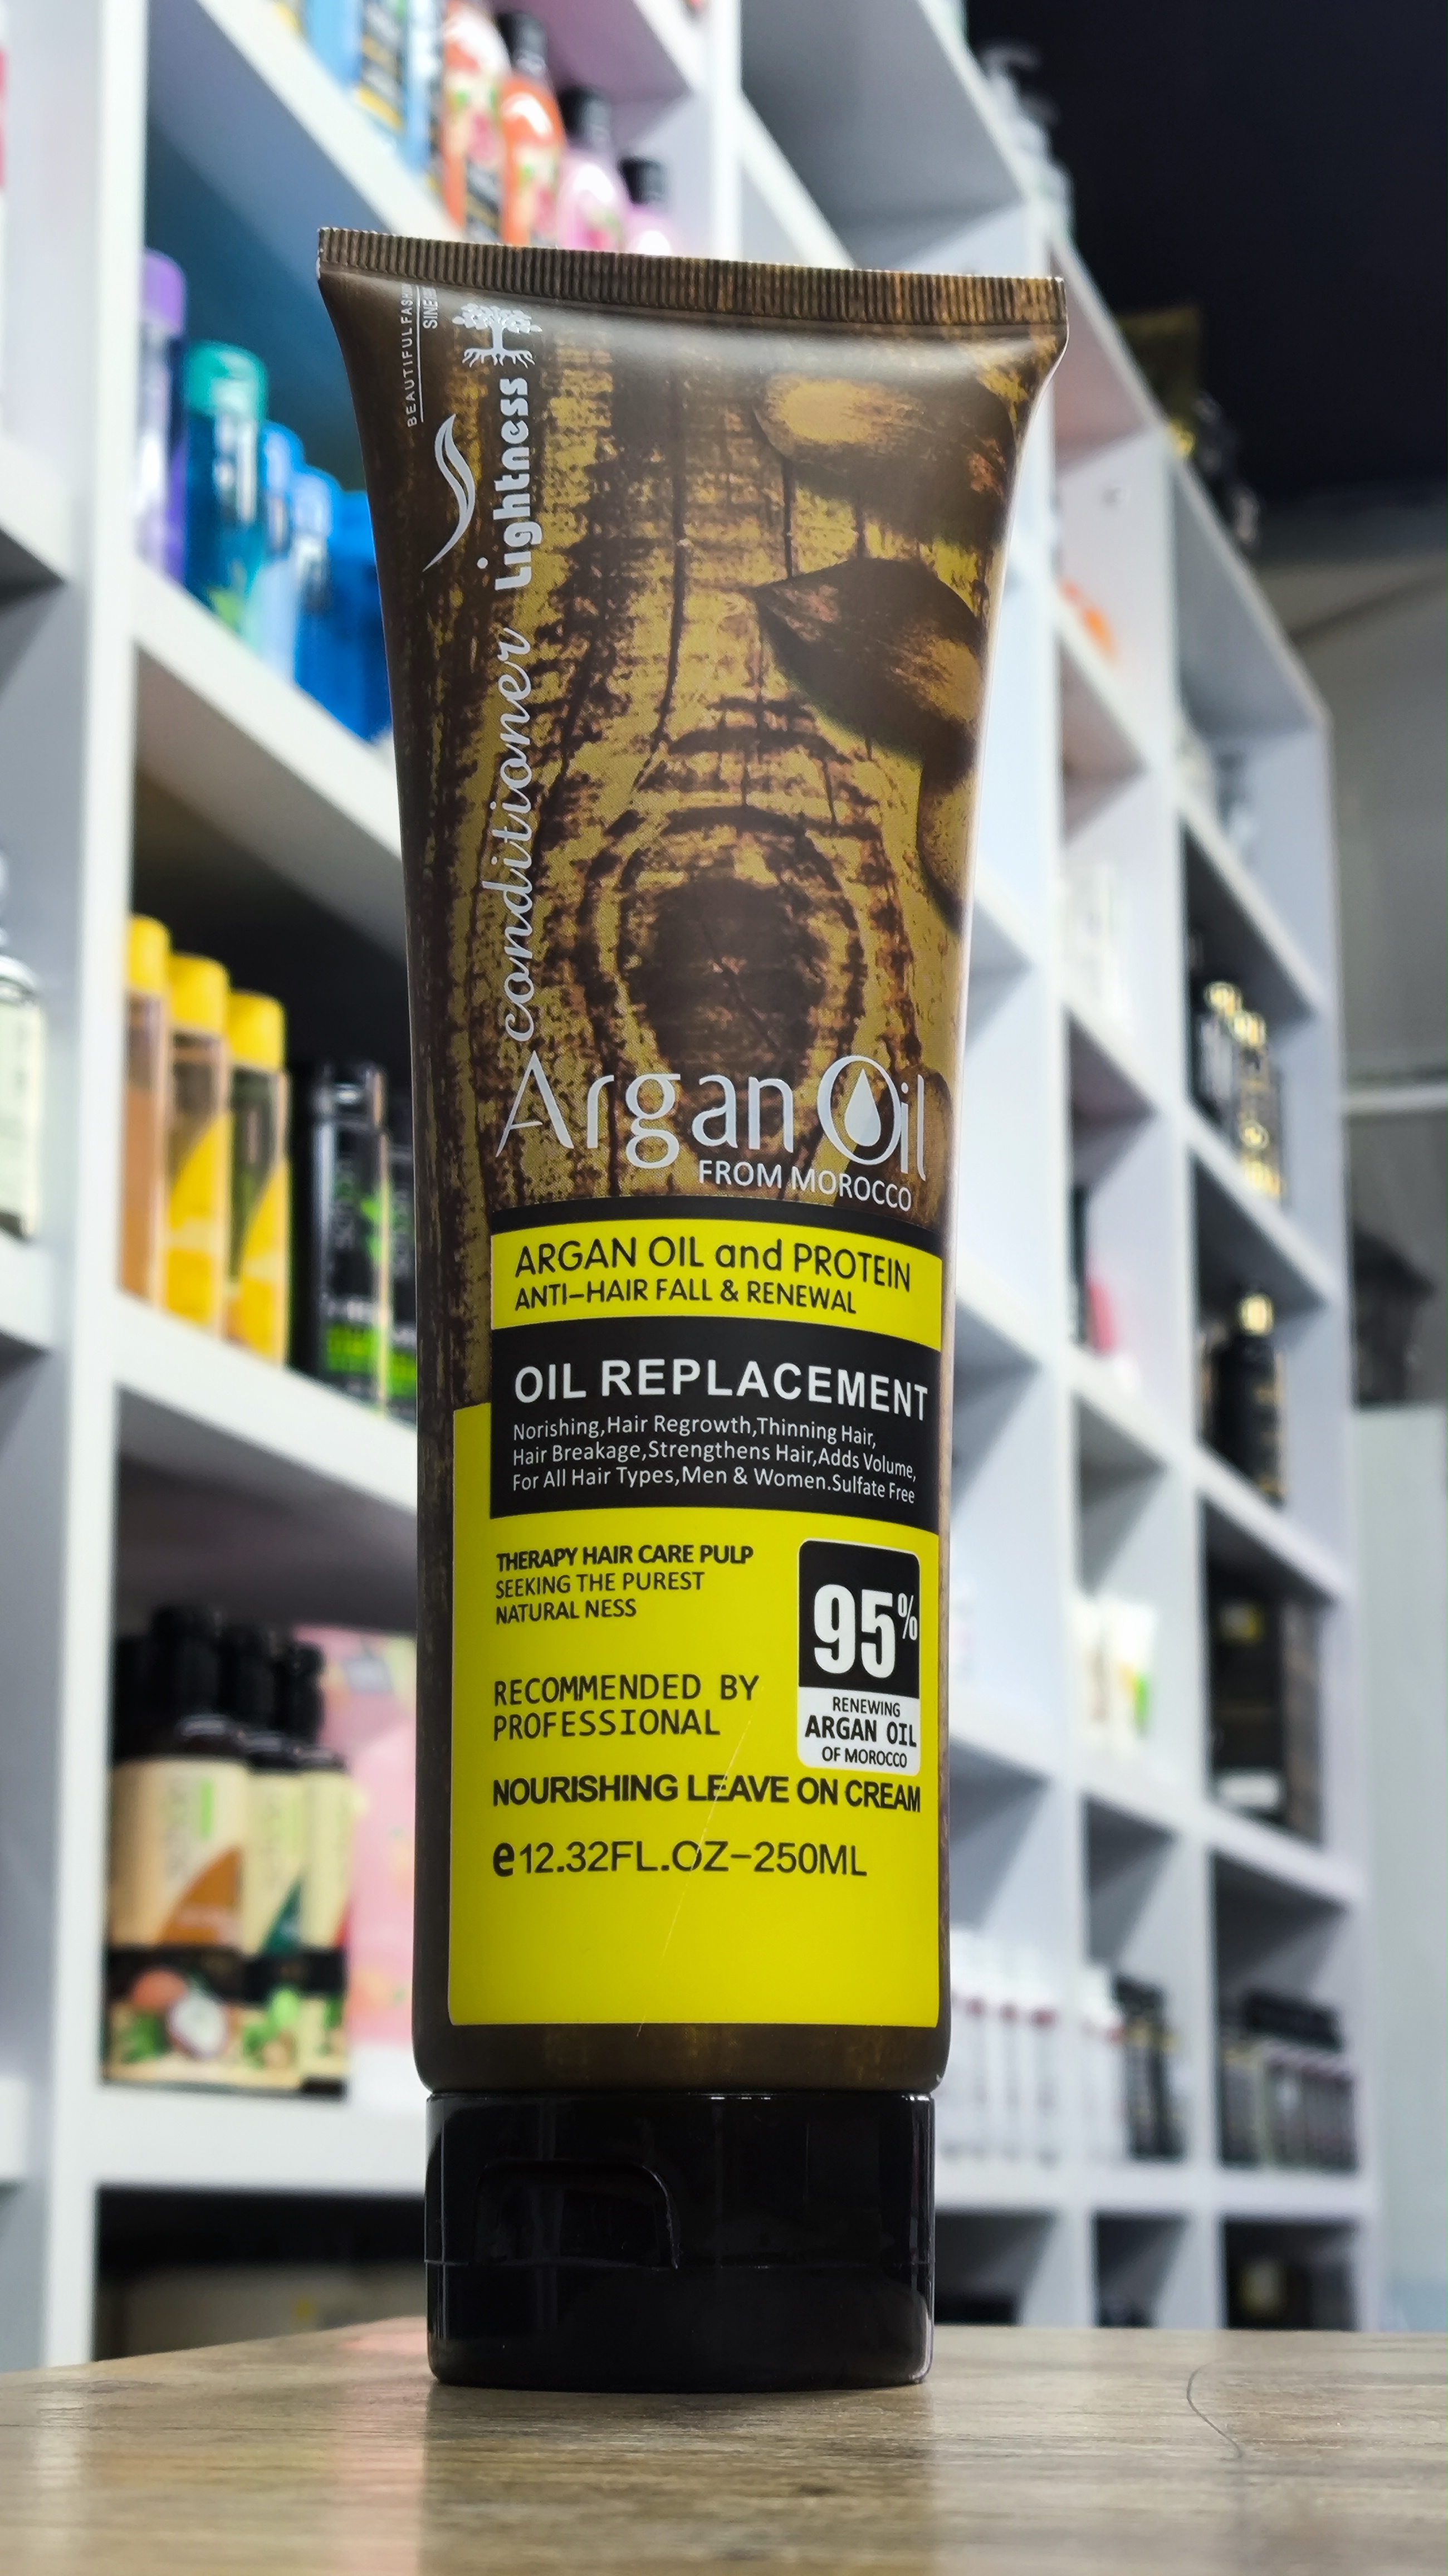 BEAUTIFUL FASH
SINE
Lightness
conditioner
Argan Oil
FROM MOROCCO
ARGAN OIL and PROTEIN
ANTI-HAIR FALL & RENEWAL
OIL REPLACEMENT
Norishing,Hair Regrowth,Thinning Hair,
Hair Breakage,Strengthens Hair,Adds Volume,
For All Hair Types,Men & Women.Sulfate Free
THERAPY HAIR CARE PULP
SEEKING THE PUREST
NATURAL NESS
95%
RENEWING
ARGAN OIL
OF MOROCCO
RECOMMENDED BY
PROFESSIONAL
NOURISHING LEAVE ON CREAM
e12.32FL.OZ-250ML